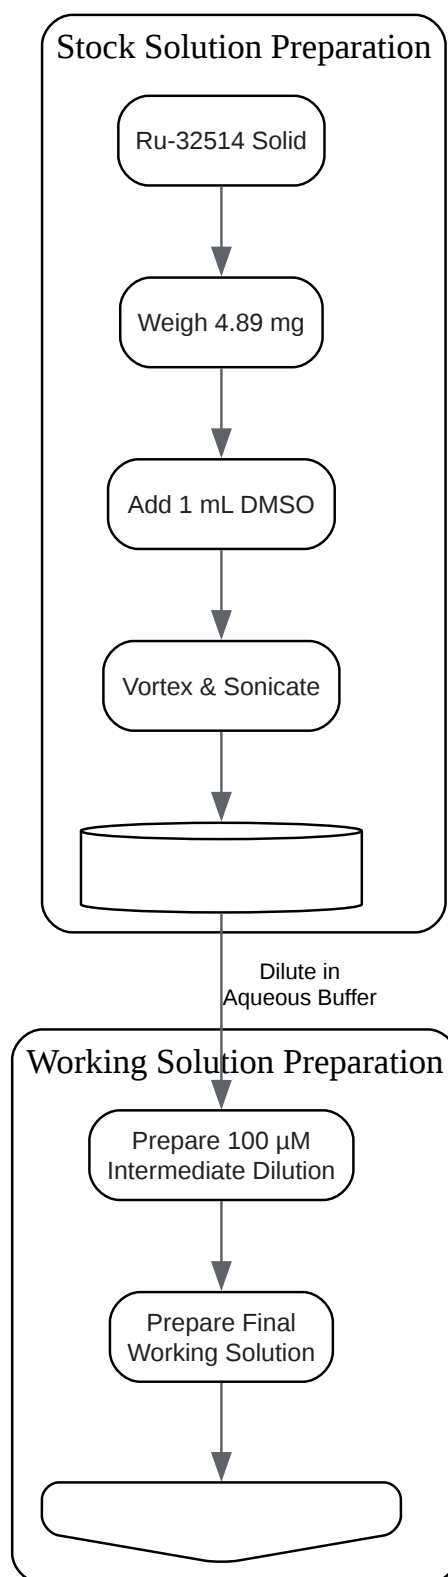 Stock Solution Preparation
Ru-32514 Solid
Weigh 4.89 mg
Add 1 mL DMSO
Vortex & Sonicate
Dilute in
Aqueous Buffer
Working Solution Preparation
Prepare 100 µM
Intermediate Dilution
Prepare Final
Working Solution